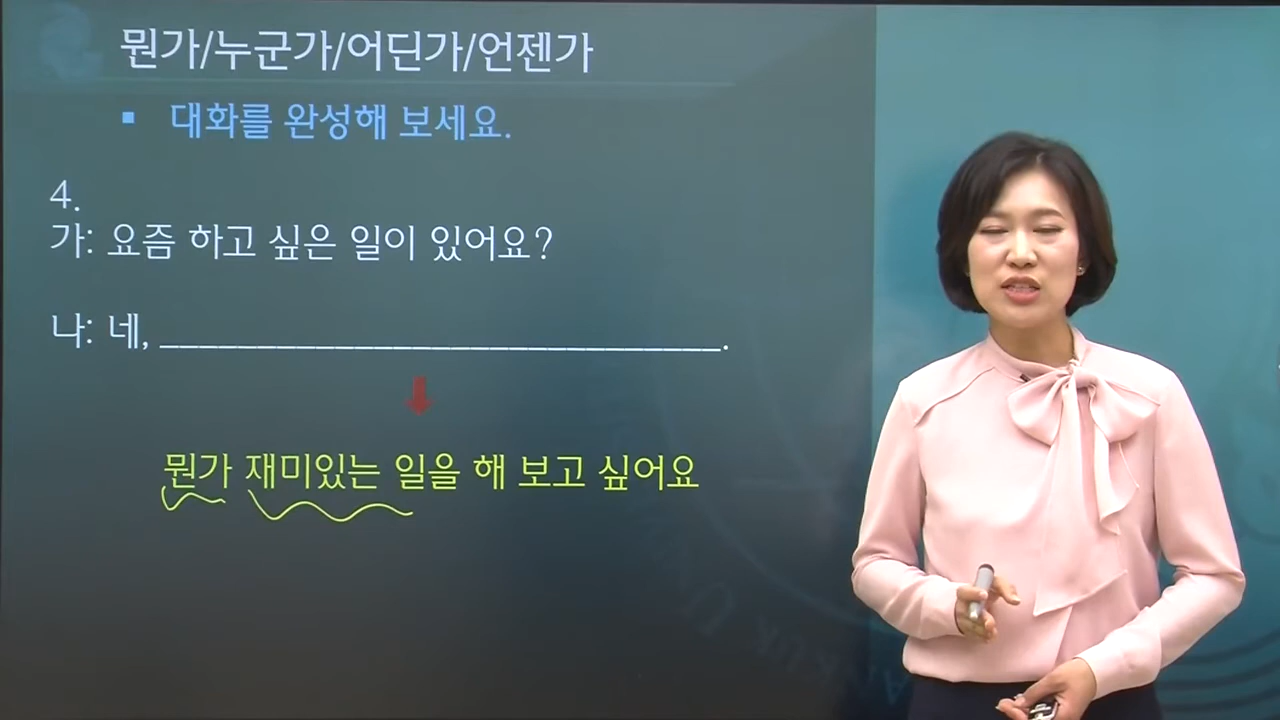 뭔가/누군가/어딘가/언젠가
▪ 대화를 완성해 보세요.
4.
가: 요즘 하고 싶은 일이 있어요?
나: 네, ______________________________.
뭔가 재미있는 일을 해 보고 싶어요